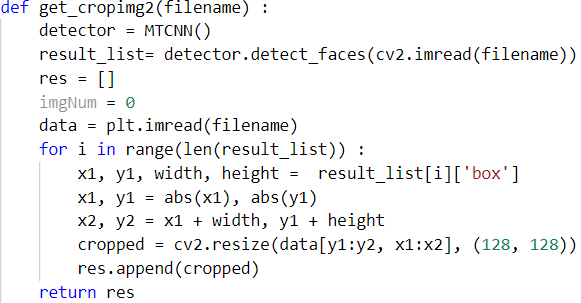 def get_cropimg2(filename) :
    detector = MTCNN()
    result_list= detector.detect_faces(cv2.imread(filename))
    res = []
    imgNum = 0
    data = plt.imread(filename)
    for i in range(len(result_list)) :
        x1, y1, width, height =  result_list[i]['box']
        x1, y1 = abs(x1), abs(y1)
        x2, y2 = x1 + width, y1 + height
        cropped = cv2.resize(data[y1:y2, x1:x2], (128, 128))
        res.append(cropped)
    return res